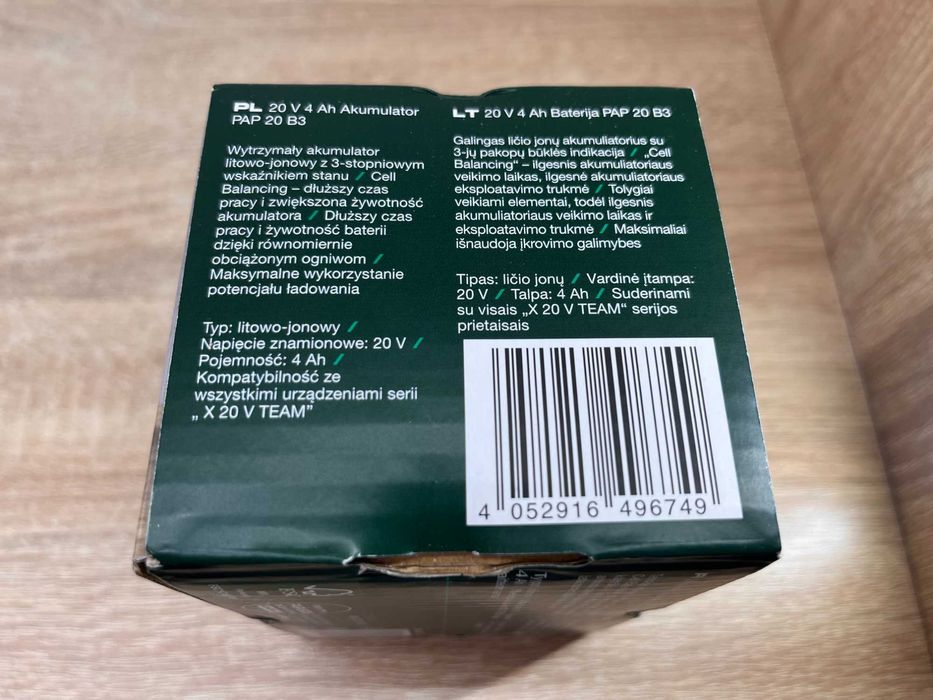 PL 20 V 4 Ah Akumulator
PAP 20 B3
Wytrzymały akumulator
litowo-jonowy z 3-stopniowym
wskaźnikiem stanu / Cell
Balancing – dłuższy czas
pracy i zwiększona żywotność
akumulatora / Dłuższy czas
pracy i żywotność baterii
dzięki równomiernie
obciążonym ogniwom /
Maksymalne wykorzystanie
potencjału ładowania
Typ: litowo-jonowy /
Napięcie znamionowe: 20 V /
Pojemność: 4 Ah /
Kompatybilność ze
wszystkimi urządzeniami serii
„ X 20 V TEAM”
LT 20 V 4 Ah Baterija PAP 20 B3
Galingas ličio jonų akumuliatorius su
3-jų pakopų būklės indikacija / „Cell
Balancing“ – ilgesnis akumuliatoriaus
veikimo laikas, ilgesnė akumuliatoriaus
eksploatavimo trukmė / Tolygiai
veikiami elementai, todėl ilgesnis
akumuliatoriaus veikimo laikas ir
eksploatavimo trukmė / Maksimaliai
išnaudoja įkrovimo galimybes
Tipas: ličio jonų / Vardinė įtampa:
20 V / Talpa: 4 Ah / Suderinami
su visais „X 20 V TEAM“ serijos
prietaisais
4 052916 496749